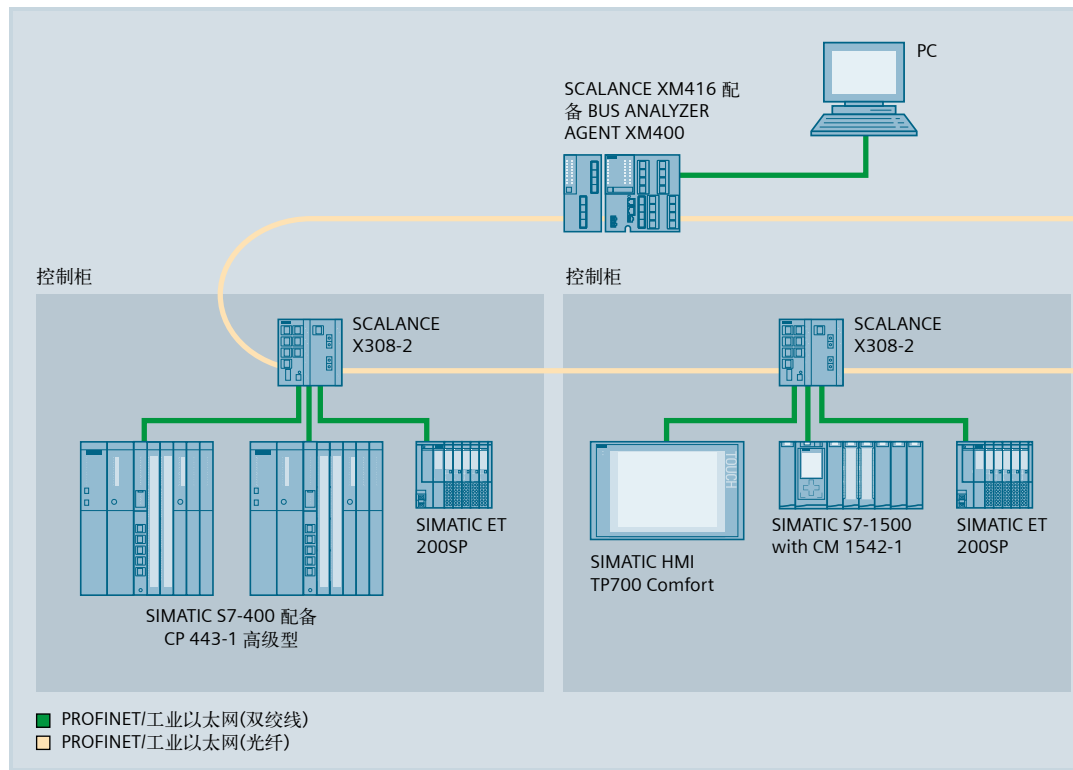 PC
SCALANCE XM416 配
备 BUS ANALYZER
AGENT XM400
控制柜
控制柜
SCALANCE
X308-2
SCALANCE
X308-2
TOUCH
SIMATIC ET
200SP
SIMATIC S7-400 配备
CP 443-1 高级型
SIMATIC HMI
TP700 Comfort
SIMATIC S7-1500
with CM 1542-1
SIMATIC ET
200SP
PROFINET/工业以太网(双绞线)
PROFINET/工业以太网(光纤)